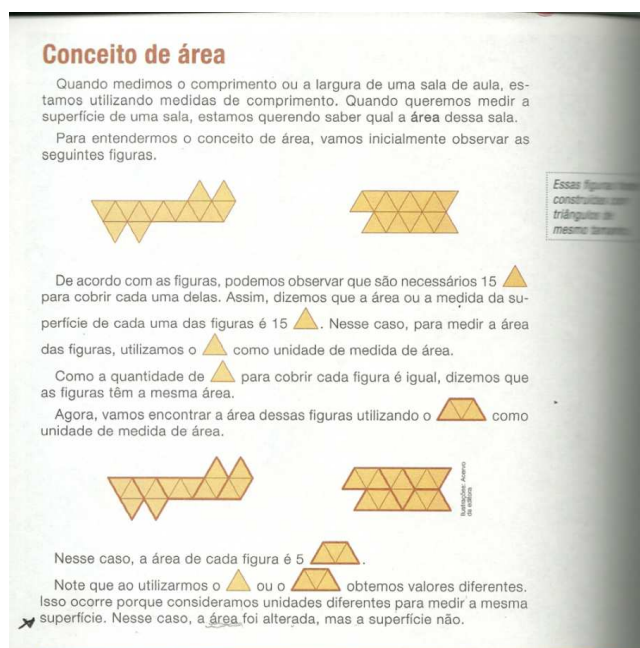 Conceito de área
Quando medimos o comprimento ou a largura de uma sala de aula, es-
tamos utilizando medidas de comprimento. Quando queremos medir a
superfície de uma sala, estamos querendo saber qual a área dessa sala.
Para entendermos o conceito de área, vamos inicialmente observar as
seguintes figuras.
Essas
construídas
triângulos de
mesmo
De acordo com as figuras, podemos observar que são necessários 15
para cobrir cada uma delas. Assim, dizemos que a área ou a medida da su-
perfície de cada uma das figuras é 15 . Nesse caso, para medir a área
das figuras, utilizamos o como unidade de medida de área.
Como a quantidade de para cobrir cada figura é igual, dizemos que
as figuras têm a mesma área.
Agora, vamos encontrar a área dessas figuras utilizando o como
unidade de medida de área.
Ilustrações: Acervo
da editora
Nesse caso, a área de cada figura é 5 .
Note que ao utilizarmos o ou o obtemos valores diferentes.
Isso ocorre porque consideramos unidades diferentes para medir a mesma
superfície. Nesse caso, a área foi alterada, mas a superfície não.